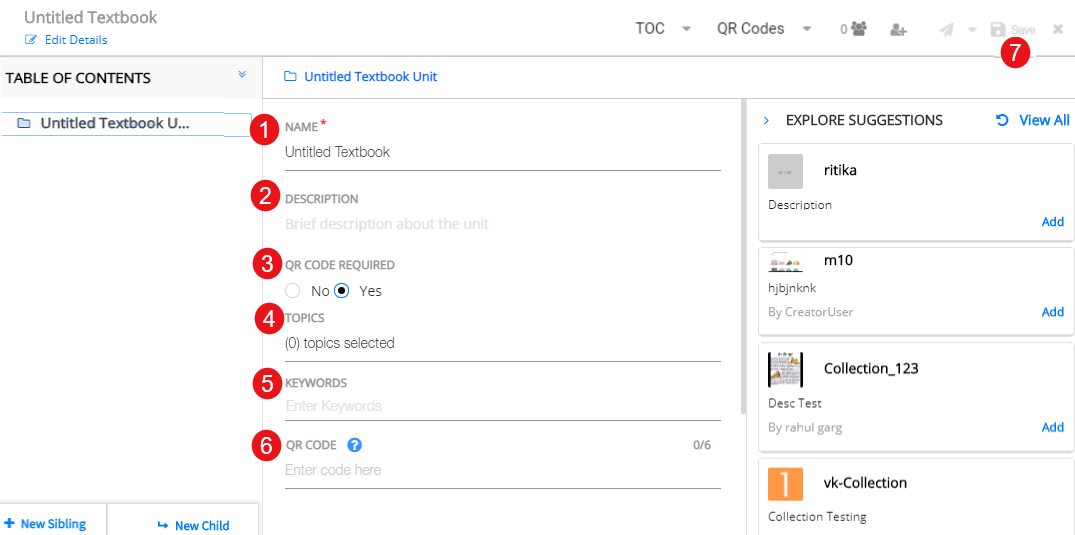 Untitled Textbook
Edit Details
TOC
QR Codes
0
Save
7
TABLE OF CONTENTS
Untitled Textbook U...
New Sibling
New Child
Untitled Textbook Unit
1 NAME*
Untitled Textbook
2 DESCRIPTION
Brief description about the unit
3 QR CODE REQUIRED
No Yes
4 TOPICS
(0) topics selected
5 KEYWORDS
Enter Keywords
6 QR CODE ? 0/6
Enter code here
EXPLORE SUGGESTIONS View All
ritika
Description
Add
m10
hjbjnknk
By CreatorUser Add
Collection_123
Desc Test
By rahul garg Add
1 vk-Collection
Collection Testing